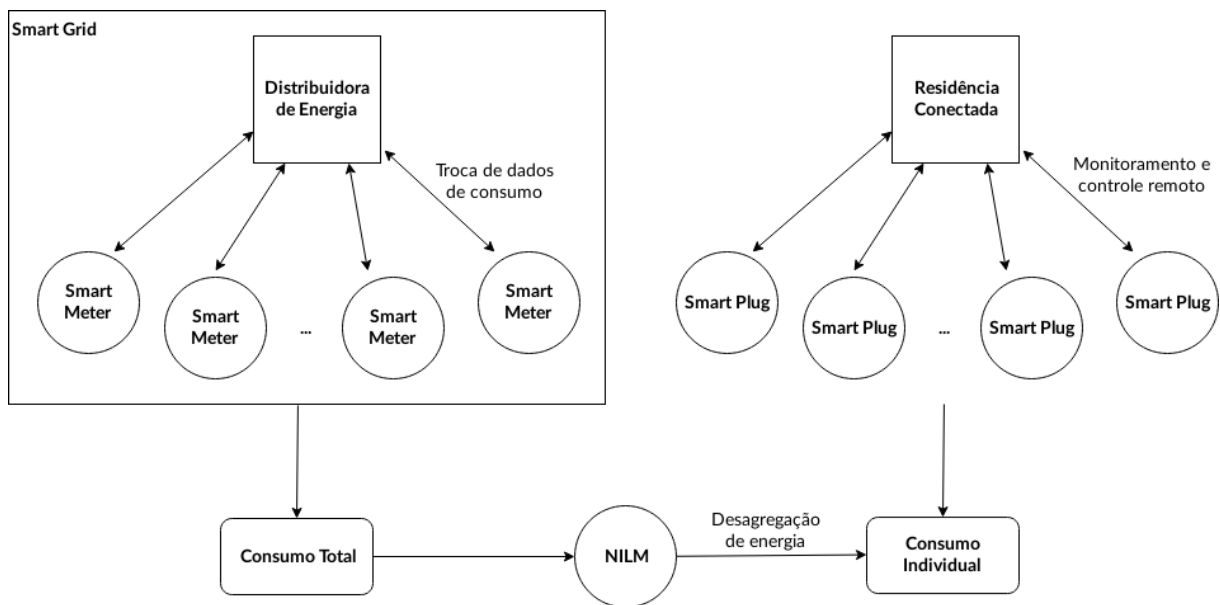 Smart Grid
Distribuidora
de Energia
Troca de dados
de consumo
Smart
Meter
Smart
Meter
...
Smart
Meter
Smart
Meter
Residência
Conectada
Monitoramento e
controle remoto
Smart Plug
Smart Plug
...
Smart Plug
Smart Plug
Consumo Total
NILM
Desagregação
de energia
Consumo
Individual